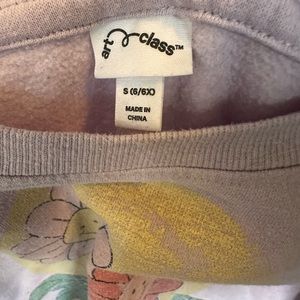 art class™
S (6/6X)
MADE IN
CHINA